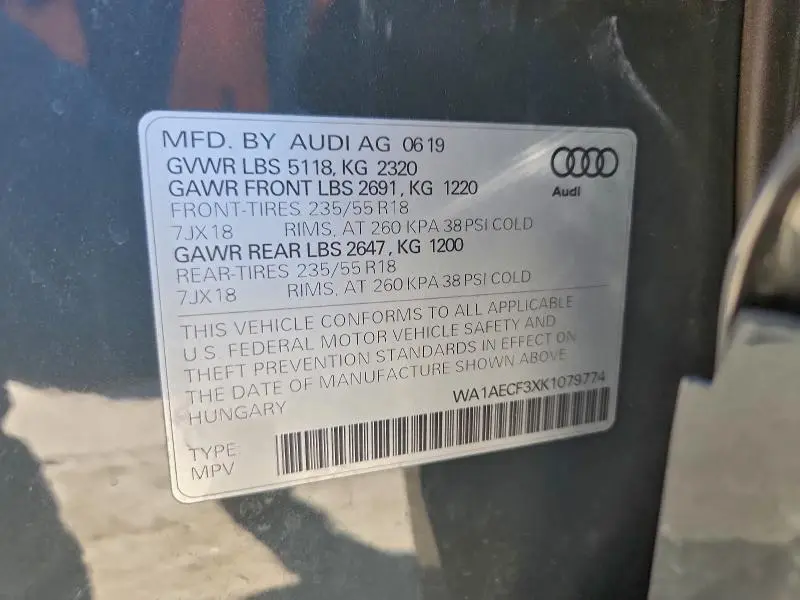 MFD. BY AUDI AG 0619
GVWR LBS 5118, KG 2320
GAWR FRONT LBS 2691, KG 1220
FRONT-TIRES 235/55 R18
7JX18 RIMS, AT 260 KPA 38 PSI COLD
GAWR REAR LBS 2647, KG 1200
REAR-TIRES 235/55 R18
7JX18 RIMS, AT 260 KPA 38 PSI COLD
Audi
THIS VEHICLE CONFORMS TO ALL APPLICABLE
U.S. FEDERAL MOTOR VEHICLE SAFETY AND
THEFT PREVENTION STANDARDS IN EFFECT ON
THE DATE OF MANUFACTURE SHOWN ABOVE
HUNGARY
WA1AECF3XK1079774
TYPE:
MPV